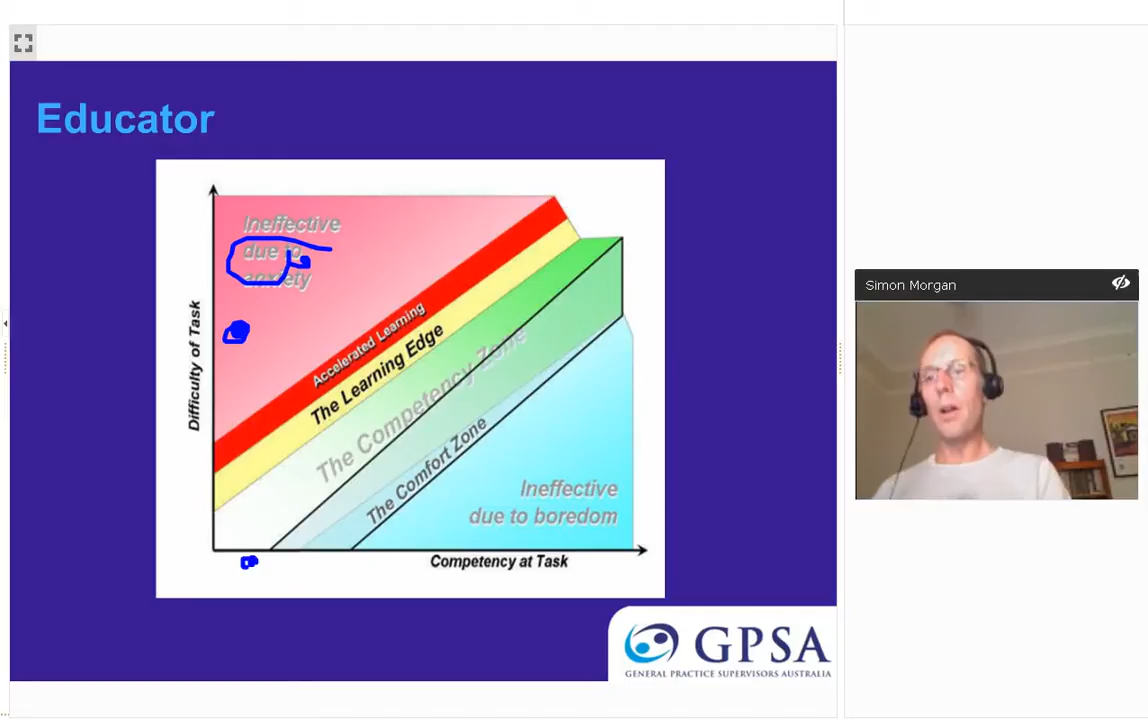 Educator
Ineffective
due to
anxiety
Difficulty of Task
Accelerated Learning
The Learning Edge
The Competency Zone
The Comfort Zone
Ineffective
due to boredom
Competency at Task
GPSA
GENERAL PRACTICE SUPERVISORS AUSTRALIA
Simon Morgan